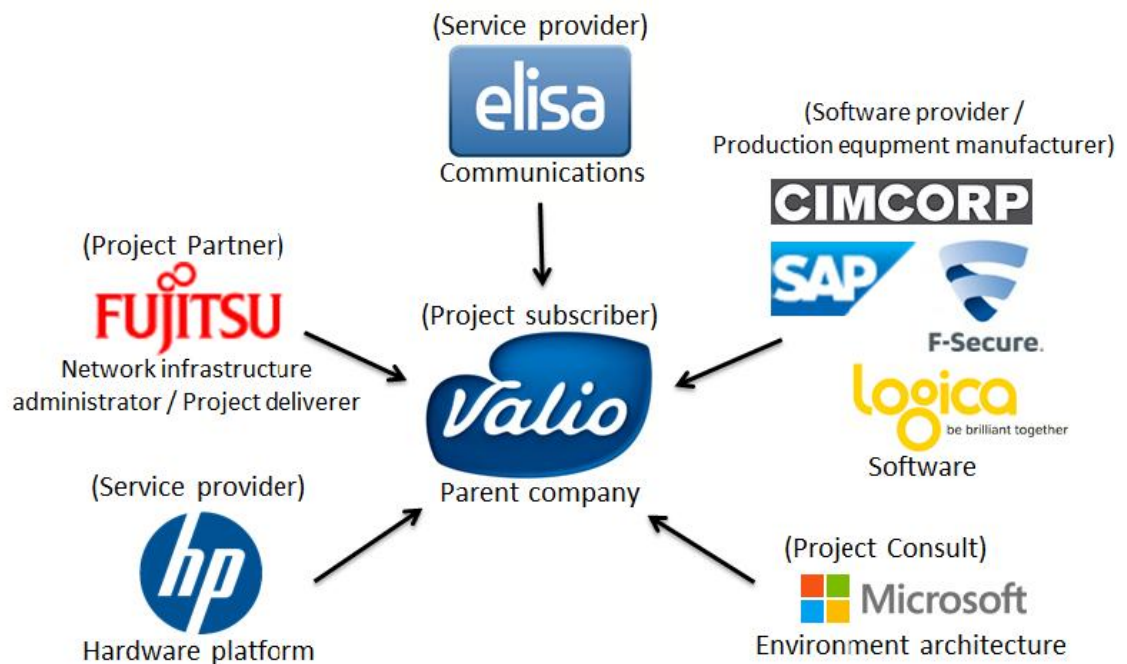 (Service provider)
elisa
Communications
(Software provider /
Production equpment manufacturer)
CIMCORP
SAP
F-Secure.
logica
be brilliant together
Software
(Project Partner)
FUJITSU
Network infrastructure
administrator / Project deliverer
(Project subscriber)
Valio
Parent company
(Service provider)
hp
Hardware platform
(Project Consult)
Microsoft
Environment architecture